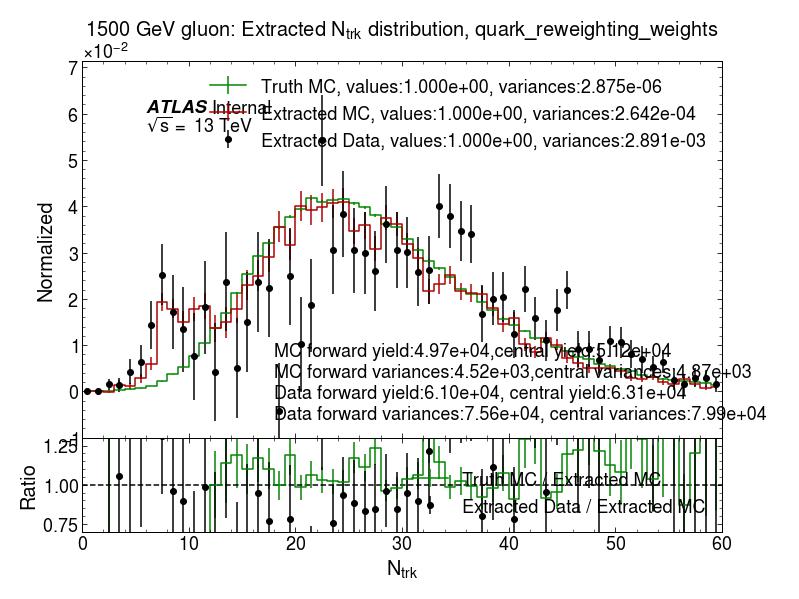 1500 GeV gluon: Extracted Ntrk distribution, quark_reweighting_weights
×10−2
Truth MC, values:1.000e+00, variances:2.875e-06
ATLAS Internal
Extracted MC, values:1.000e+00, variances:2.642e-04
√s = 13 TeV
Extracted Data, values:1.000e+00, variances:2.891e-03
7
6
5
4
3
2
1
0
Normalized
MC forward yield:4.97e+04,central yield:5.12e+04
MC forward variances:4.52e+03,central variances:4.87e+03
Data forward yield:6.10e+04, central yield:6.31e+04
Data forward variances:7.56e+04, central variances:7.99e+04
1.25
1.00
0.75
Ratio
Truth MC / Extracted MC
Extracted Data / Extracted MC
0 10 20 30 40 50 60
Ntrk